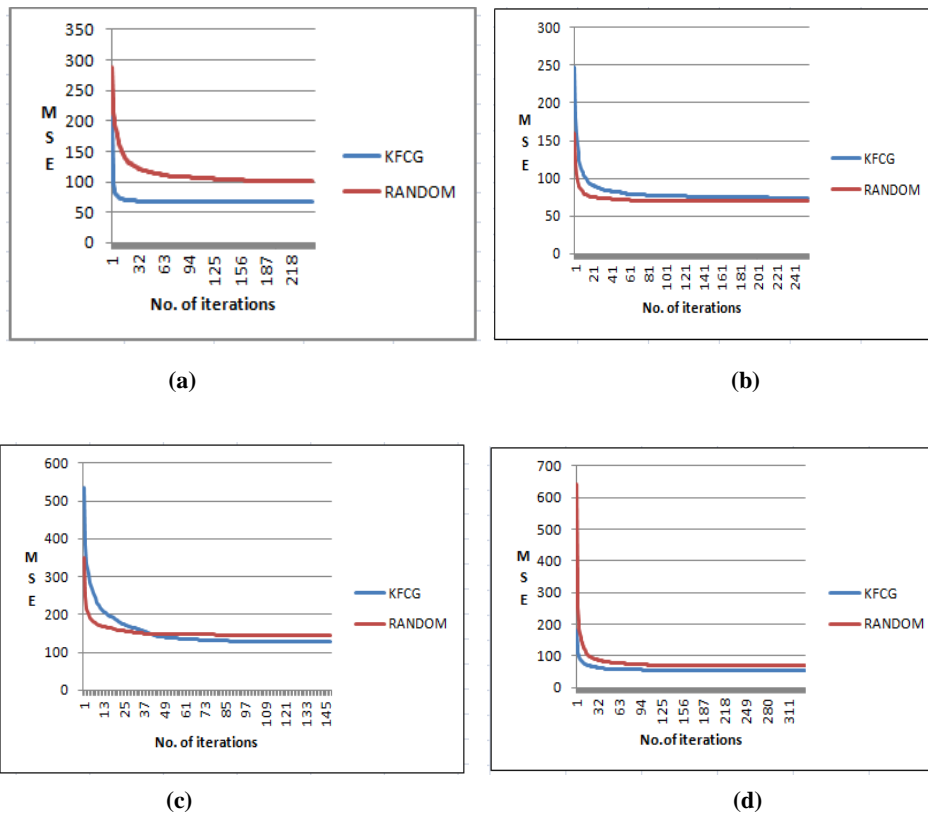 350
300
250
200
150
100
50
0
M
S
E
1
32
63
94
125
156
187
218
No. of iterations
KFCG
RANDOM
(a)
300
250
200
150
100
50
0
M
S
E
1
21
41
61
81
101
121
141
161
181
201
221
241
No. of iterations
KFCG
RANDOM
(b)
600
500
400
300
200
100
0
M
S
E
1
13
25
37
49
61
73
85
97
109
121
133
145
No. of iterations
KFCG
RANDOM
(c)
700
600
500
400
300
200
100
0
M
S
E
1
32
63
94
125
156
187
218
249
280
311
No.of iterations
KFCG
RANDOM
(d)